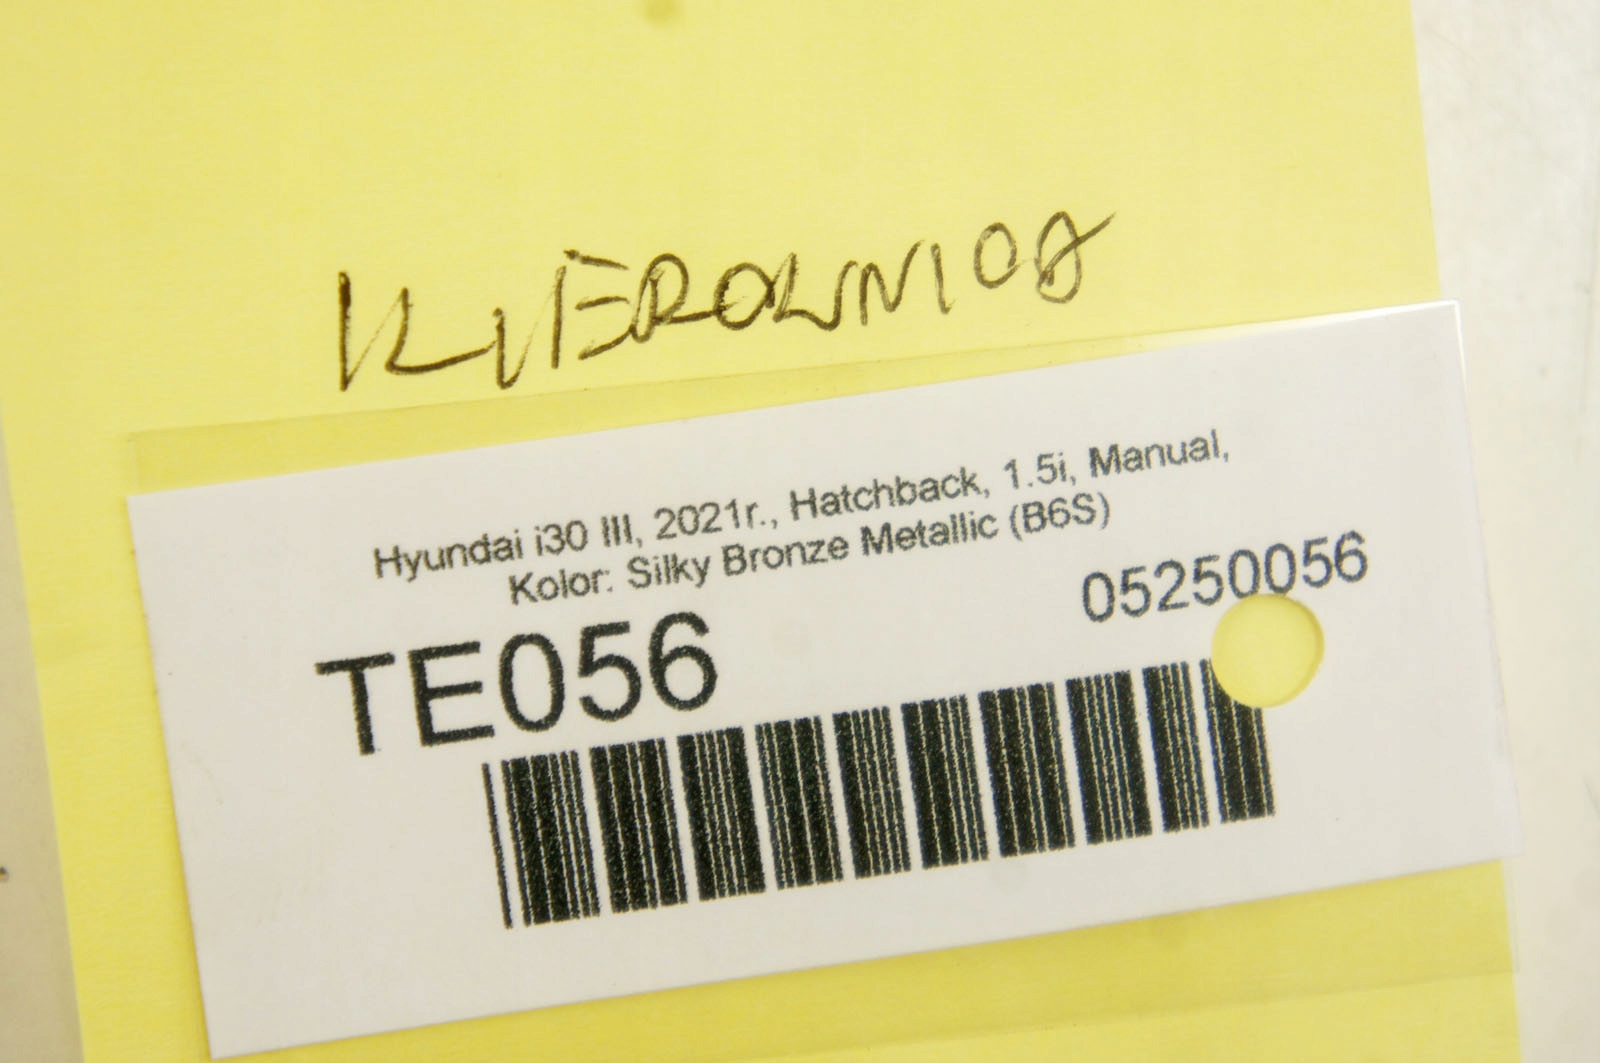 KIEROWNICA
Hyundai i30 III, 2021r., Hatchback, 1.5i, Manual,
Kolor: Silky Bronze Metallic (B6S)
05250056
TE056